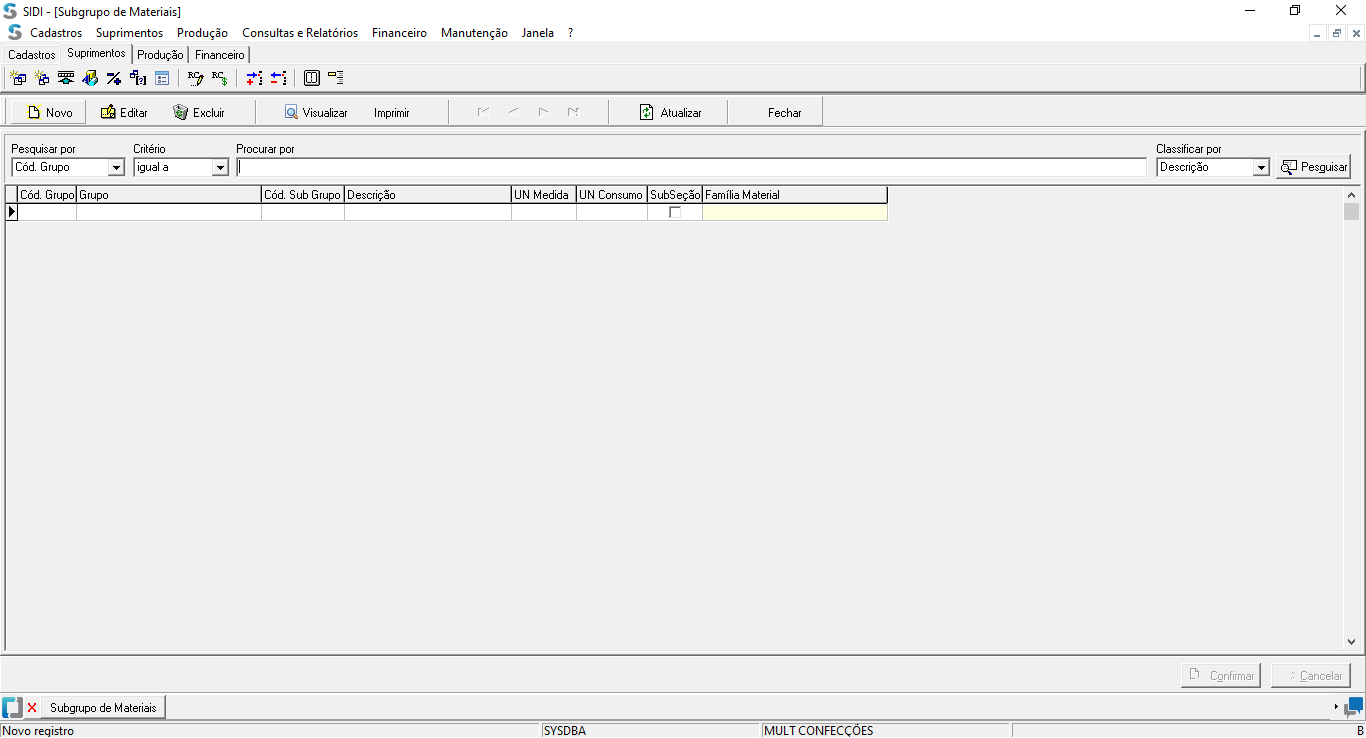 SIDI - [Subgrupo de Materiais]
Cadastros Suprimentos Produção Consultas e Relatórios Financeiro Manutenção Janela ?
Cadastros Suprimentos Produção Financeiro
Novo Editar Excluir Visualizar Imprimir Atualizar Fechar
Pesquisar por Critério Procurar por Classificar por
Cód. Grupo igual a Descrição Pesquisar
Cód. Grupo Grupo Cód. Sub Grupo Descrição UN Medida UN Consumo SubSeção Família Material
Confirmar Cancelar
Subgrupo de Materiais
Novo registro SYSDBA MULT CONFECÇÕES B